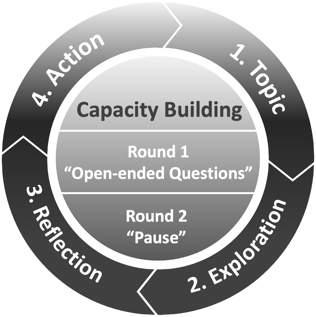 1. Topic
2. Exploration
3. Reflection
4. Action
Capacity Building
Round 1
“Open-ended Questions”
Round 2
“Pause”